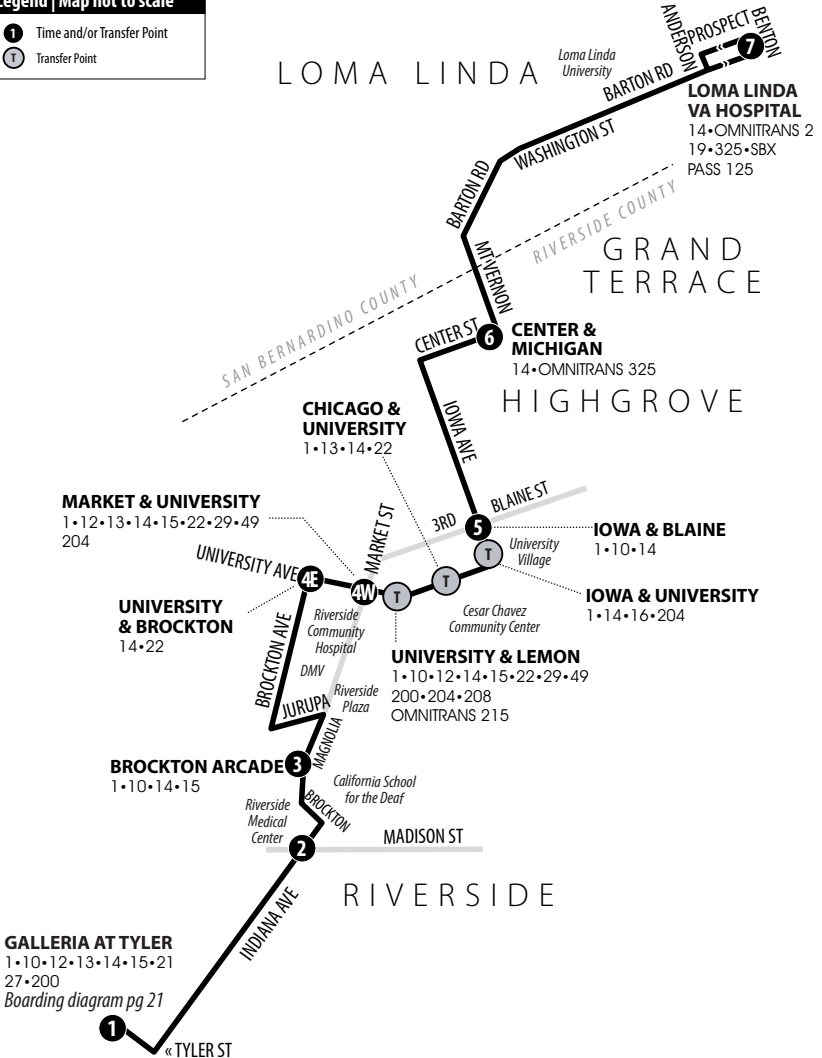 Legend | Map not to scale
1 Time and/or Transfer Point
T Transfer Point
LOMA LINDA
Loma Linda
University
ANDERSON
PROSPECT
BENTON
7
BARTON RD
LOMA LINDA
VA HOSPITAL
14•OMNITRANS 2
19•325•SBX
PASS 125
WASHINGTON ST
BARTON RD
RIVERSIDE COUNTY
SAN BERNARDINO COUNTY
GRAND
TERRACE
MT VERNON
CENTER ST
6
CENTER &
MICHIGAN
14•OMNITRANS 325
HIGHGROVE
IOWA AVE
CHICAGO &
UNIVERSITY
1•13•14•22
MARKET & UNIVERSITY
1•12•13•14•15•22•29•49
204
MARKET ST
3RD
BLAINE ST
5
IOWA & BLAINE
1•10•14
University
Village
T
IOWA & UNIVERSITY
1•14•16•204
UNIVERSITY AVE
4E
4W
T
T
UNIVERSITY
& BROCKTON
14•22
Riverside
Community
Hospital
Cesar Chavez
Community Center
UNIVERSITY & LEMON
1•10•12•14•15•22•29•49
200•204•208
OMNITRANS 215
BROCKTON AVE
DMV
JURUPA
Riverside
Plaza
MAGNOLIA
BROCKTON ARCADE
1•10•14•15
3
California School
for the Deaf
BROCKTON
Riverside
Medical
Center
2
MADISON ST
RIVERSIDE
INDIANA AVE
GALLERIA AT TYLER
1•10•12•13•14•15•21
27•200
Boarding diagram pg 21
1
« TYLER ST